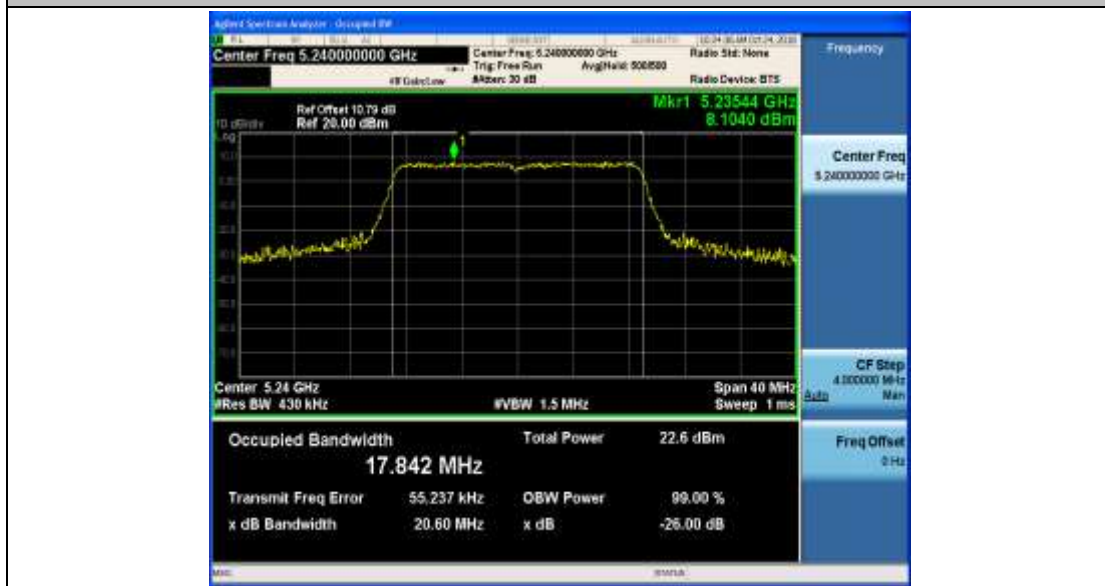 Agilent Spectrum Analyzer - Occupied BW
Center Freq 5.240000000 GHz
Center Freq: 5.240000000 GHz
Radio Std: None
Trig: Free Run
Avg|Hold: 500/500
#IFGain:Low
#Atten: 30 dB
Radio Device: BTS
Frequency
Ref Offset 10.79 dB
Mkr1 5.23544 GHz
10 dB/div
Ref 20.00 dBm
8.1040 dBm
Log
1
Center Freq
5.240000000 GHz
Center 5.24 GHz
Span 40 MHz
#Res BW 430 kHz
#VBW 1.5 MHz
Sweep 1 ms
CF Step
4.000000 MHz
Auto
Man
Occupied Bandwidth
Total Power
22.6 dBm
17.842 MHz
Freq Offset
0 Hz
Transmit Freq Error
55.237 kHz
OBW Power
99.00 %
x dB Bandwidth
20.60 MHz
x dB
-26.00 dB
MSG
STATUS